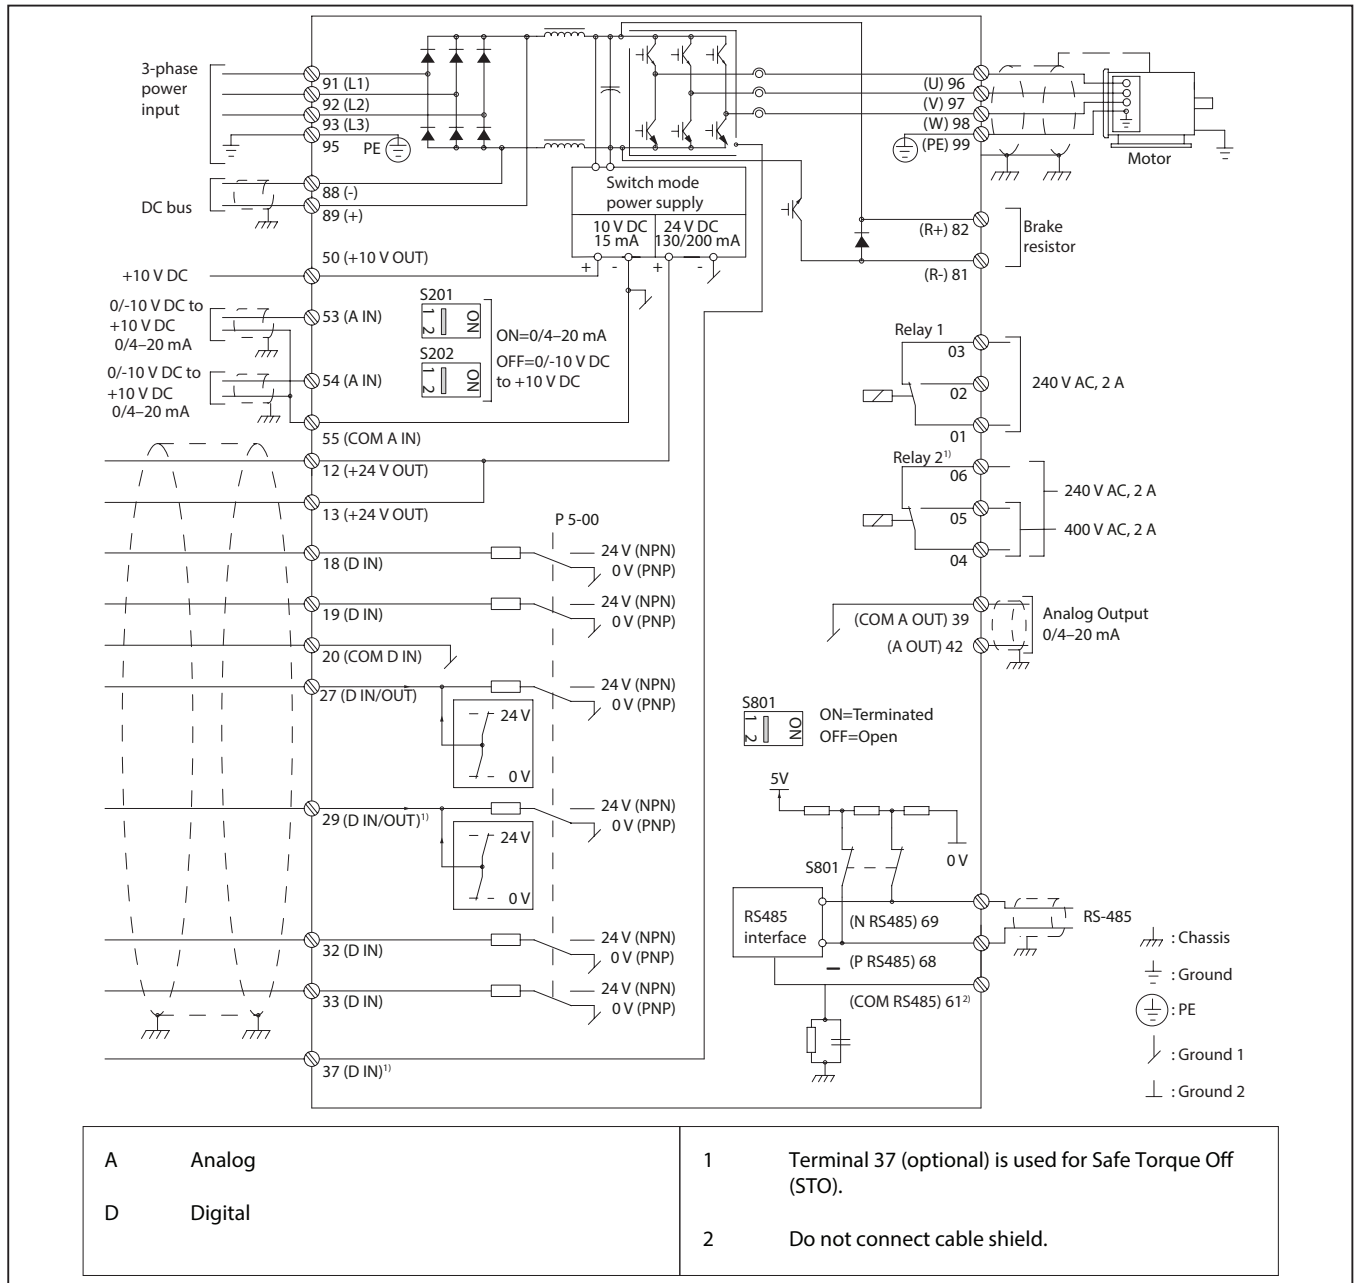 3-phase
power
input
91 (L1)
92 (L2)
93 (L3)
95
PE
DC bus
88 (-)
89 (+)
50 (+10 V OUT)
+10 V DC
0/-10 V DC to
+10 V DC
0/4–20 mA
53 (A IN)
0/-10 V DC to
+10 V DC
0/4–20 mA
54 (A IN)
55 (COM A IN)
12 (+24 V OUT)
13 (+24 V OUT)
18 (D IN)
19 (D IN)
20 (COM D IN)
27 (D IN/OUT)
29 (D IN/OUT)1)
32 (D IN)
33 (D IN)
37 (D IN)1)
Switch mode
power supply
10 V DC
15 mA
24 V DC
130/200 mA
+ - + -
S201
1 2 ON
S202
1 2 ON
ON=0/4–20 mA
OFF=0/-10 V DC
to +10 V DC
P 5-00
24 V (NPN)
0 V (PNP)
24 V (NPN)
0 V (PNP)
24 V (NPN)
0 V (PNP)
24 V
0 V
24 V (NPN)
0 V (PNP)
24 V
0 V
24 V (NPN)
0 V (PNP)
24 V (NPN)
0 V (PNP)
(U) 96
(V) 97
(W) 98
(PE) 99
Motor
(R+) 82
(R-) 81
Brake
resistor
Relay 1
03
02
01
240 V AC, 2 A
Relay 21)
06
05
04
240 V AC, 2 A
400 V AC, 2 A
(COM A OUT) 39
(A OUT) 42
Analog Output
0/4–20 mA
S801
1 2 ON
ON=Terminated
OFF=Open
5V
0 V
S801
RS485
interface
(N RS485) 69
(P RS485) 68
(COM RS485) 612)
RS-485
: Chassis
: Ground
: PE
: Ground 1
: Ground 2
A Analog
D Digital
1 Terminal 37 (optional) is used for Safe Torque Off
(STO).
2 Do not connect cable shield.